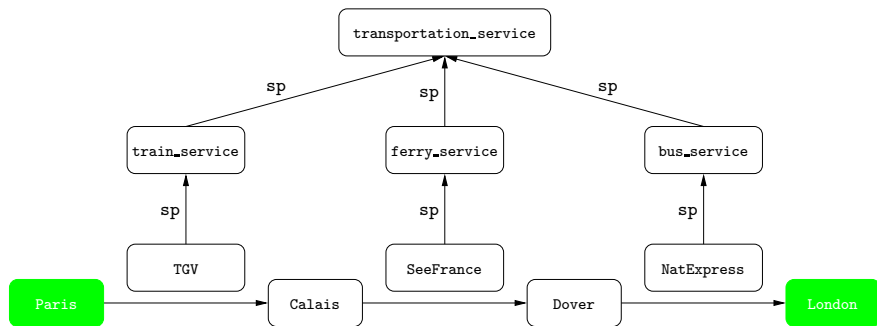 transportation_service
sp
sp
sp
train_service
ferry_service
bus_service
sp
sp
sp
TGV
SeeFrance
NatExpress
Paris
Calais
Dover
London